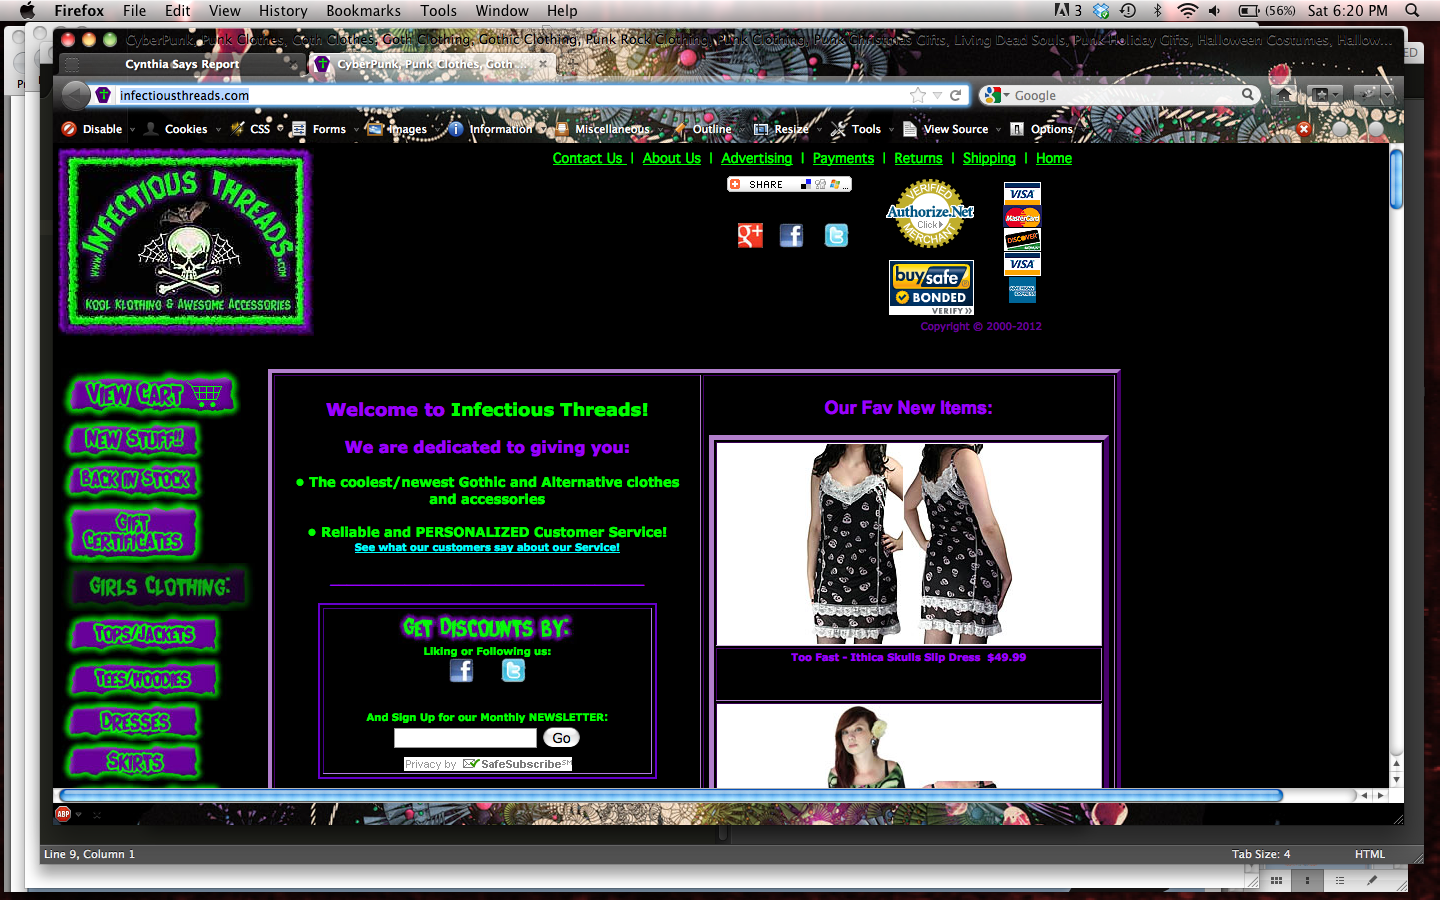 Firefox File Edit View History Bookmarks Tools Window Help
3 (56%) Sat 6:20 PM
CyberPunk, Punk Clothes, Goth Clothes, Goth Clothing, Gothic Clothing, Punk Rock Clothing, Punk Clothing, Punk Christmas Gifts, Living Dead Souls, Punk Holiday Gifts, Halloween Costumes, Hallow...
Cynthia Says Report
CyberPunk, Punk Clothes, Goth ...
infectiousthreads.com
Google
Disable Cookies CSS Forms Images Information Miscellaneous Outline Resize Tools View Source Options
Contact Us | About Us | Advertising | Payments | Returns | Shipping | Home
SHARE ...
Infectious Threads
www. .com
Kool Klothing & Awesome Accessories
VERIFIED
Authorize.Net
Click
MERCHANT
VISA
MasterCard
DISCOVER
VISA
AMERICAN EXPRESS
buySAFE
BONDED
VERIFY>>
Copyright © 2000-2012
View Cart
New Stuff!!
Back in Stock
Gift Certificates
Girls Clothing:
Tops/Jackets
Tees/Hoodies
Dresses
Skirts
Welcome to Infectious Threads!
We are dedicated to giving you:
• The coolest/newest Gothic and Alternative clothes
and accessories
• Reliable and PERSONALIZED Customer Service!
See what our customers say about our Service!
Get Discounts by:
Liking or Following us:
And Sign Up for our Monthly NEWSLETTER:
Go
Privacy by SafeSubscribe SM
Our Fav New Items:
Too Fast - Ithica Skulls Slip Dress $49.99
ABP
Line 9, Column 1
Tab Size: 4
HTML